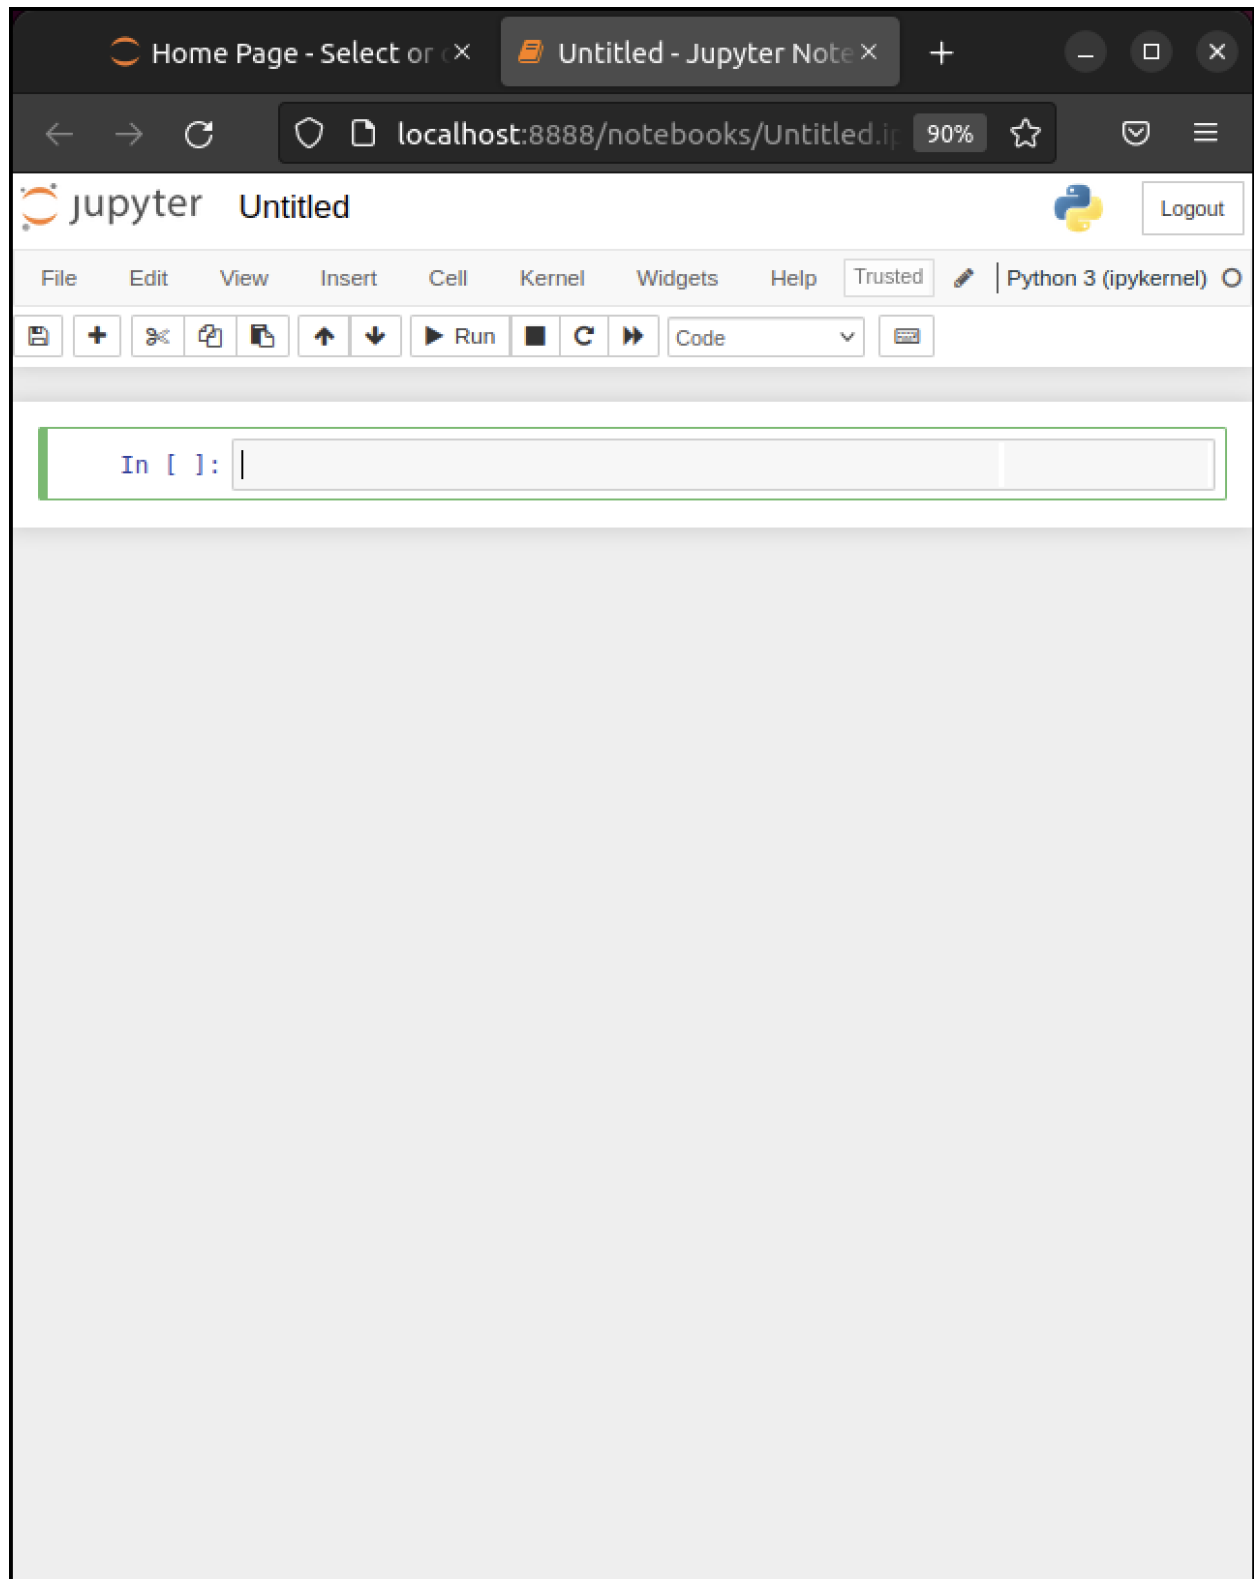 Home Page - Select or
Untitled - Jupyter Note
localhost:8888/notebooks/Untitled.ip 90%
jupyter Untitled Logout
File Edit View Insert Cell Kernel Widgets Help Trusted Python 3 (ipykernel)
Run Code
In [ ]: